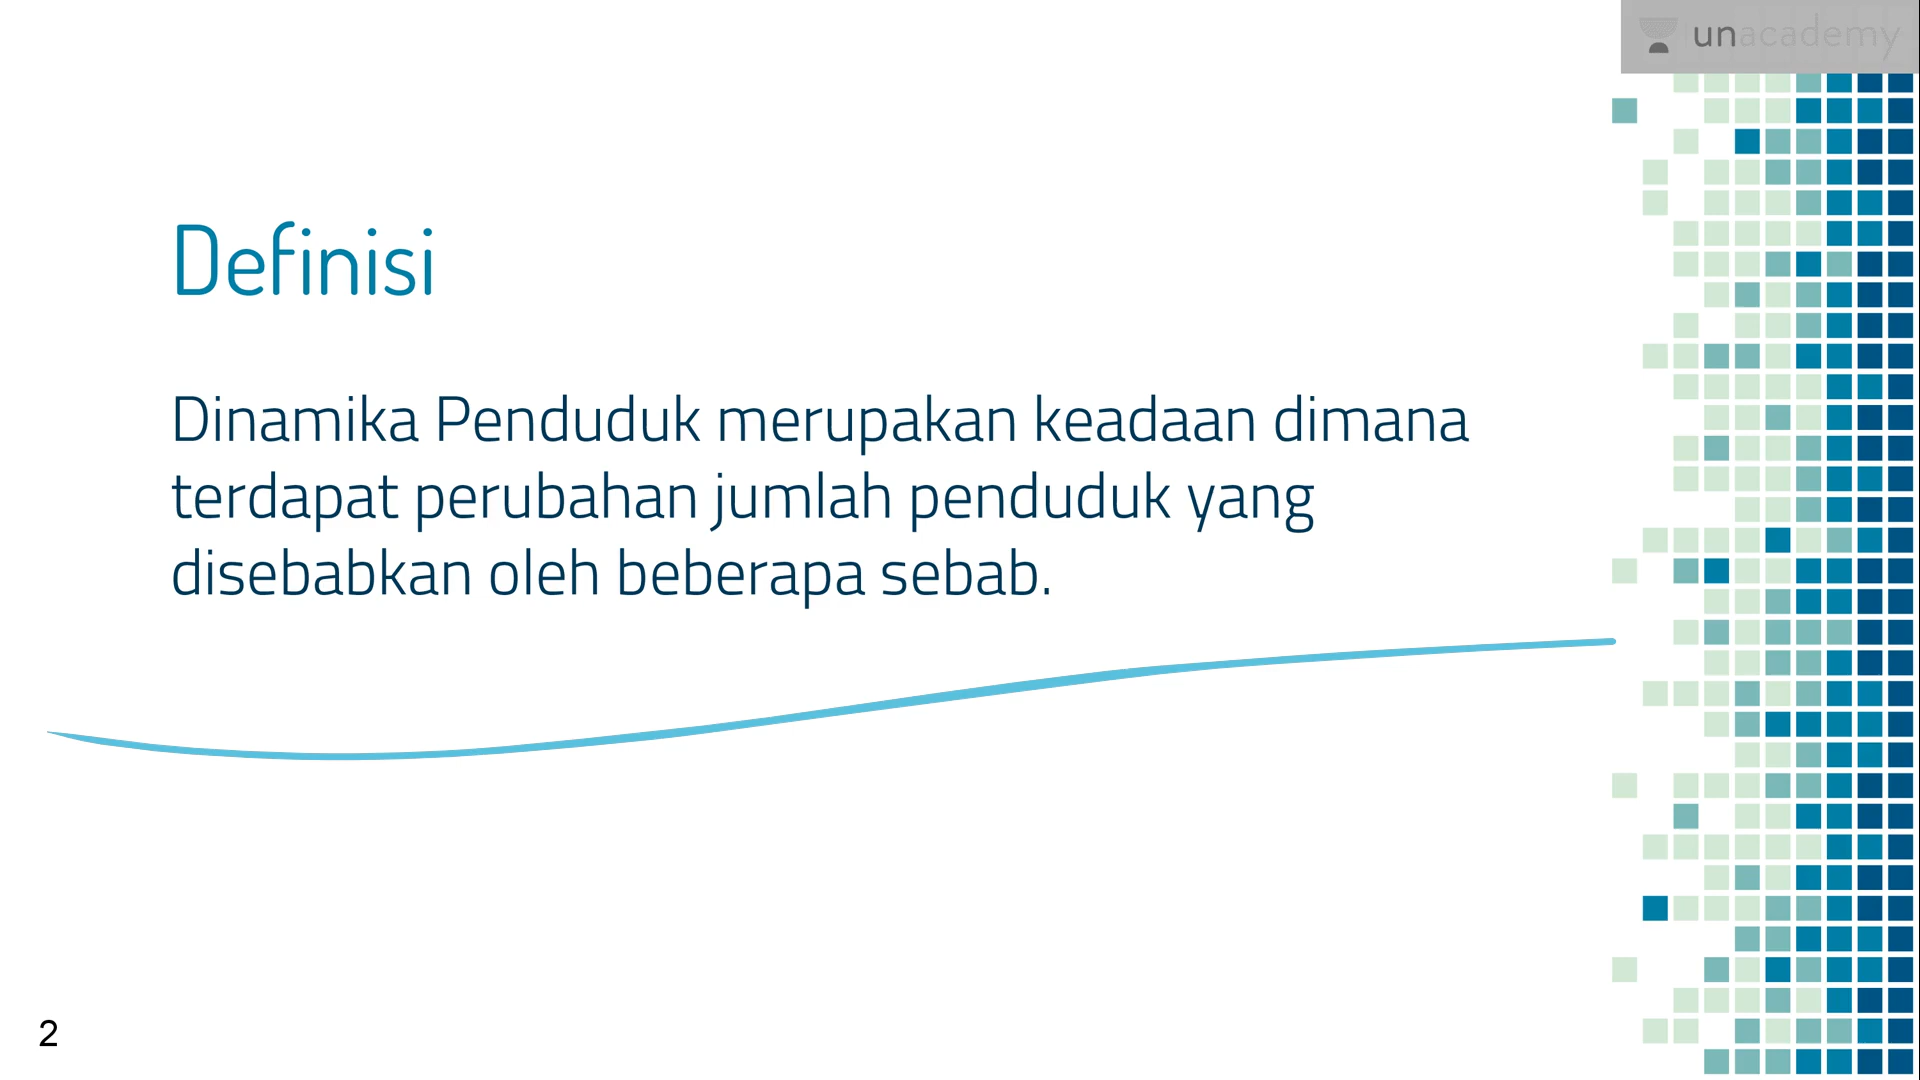 unacademy
Definisi
Dinamika Penduduk merupakan keadaan dimana
terdapat perubahan jumlah penduduk yang
disebabkan oleh beberapa sebab.
2